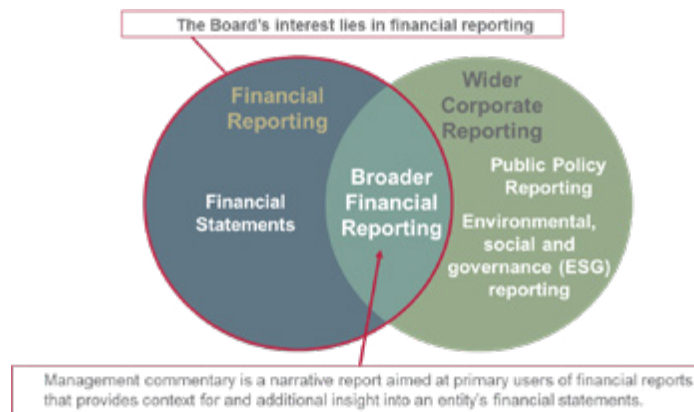 The Board's interest lies in financial reporting
Financial
Reporting
Wider
Corporate
Reporting
Financial
Statements
Broader
Financial
Reporting
Public Policy
Reporting
Environmental,
social and
governance (ESG)
reporting
Management commentary is a narrative report aimed at primary users of financial reports
that provides context for and additional insight into an entity's financial statements.